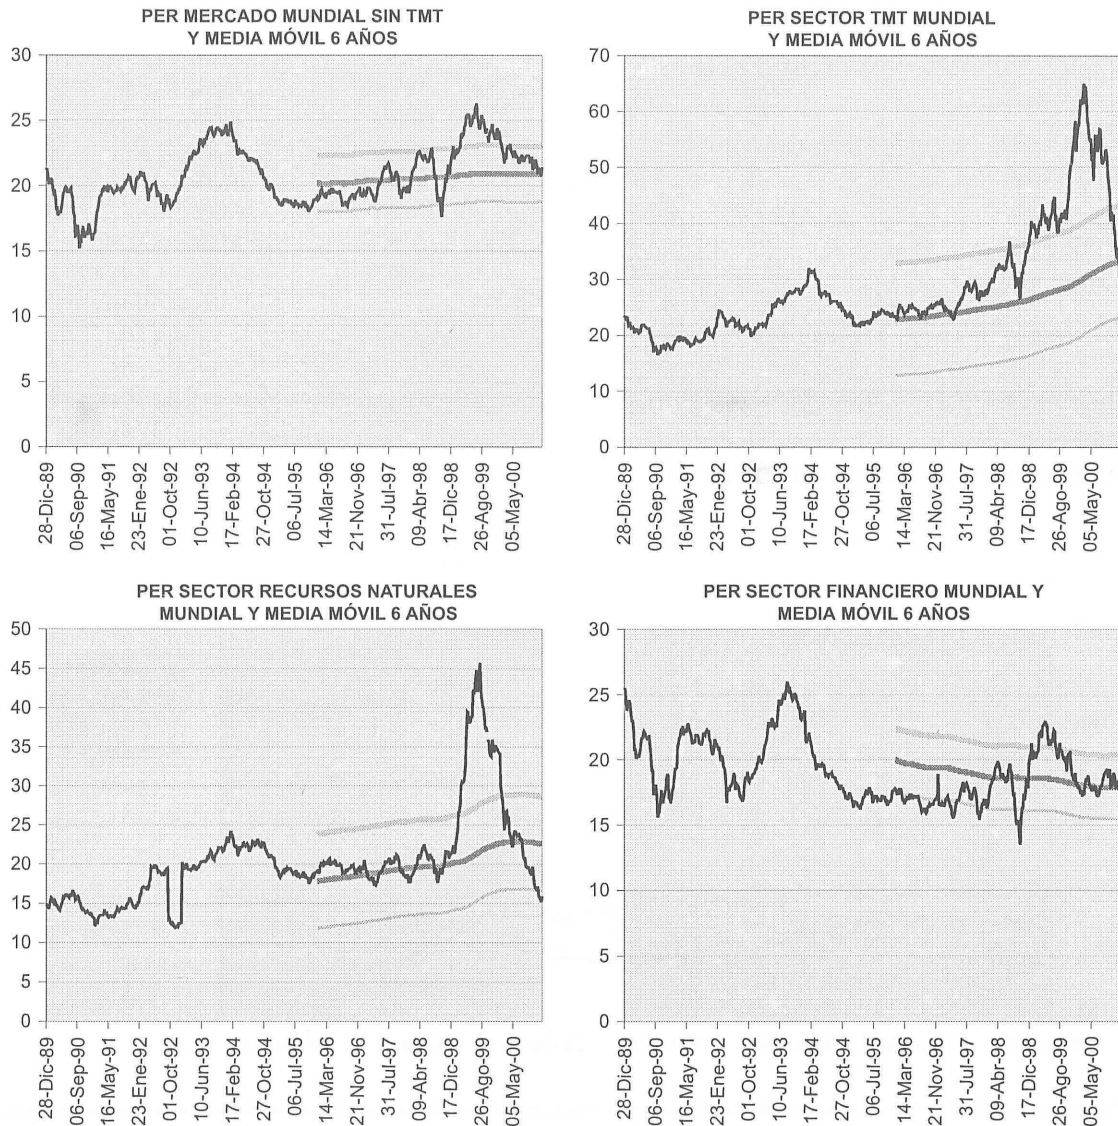 PER MERCADO MUNDIAL SIN TMT
Y MEDIA MÓVIL 6 AÑOS
30
25
20
15
10
5
0
28-Dic-89
06-Sep-90
16-May-91
23-Ene-92
01-Oct-92
10-Jun-93
17-Feb-94
27-Oct-94
06-Jul-95
14-Mar-96
21-Nov-96
31-Jul-97
09-Abr-98
17-Dic-98
26-Ago-99
05-May-00
PER SECTOR TMT MUNDIAL
Y MEDIA MÓVIL 6 AÑOS
70
60
50
40
30
20
10
0
28-Dic-89
06-Sep-90
16-May-91
23-Ene-92
01-Oct-92
10-Jun-93
17-Feb-94
27-Oct-94
06-Jul-95
14-Mar-96
21-Nov-96
31-Jul-97
09-Abr-98
17-Dic-98
26-Ago-99
05-May-00
PER SECTOR RECURSOS NATURALES
MUNDIAL Y MEDIA MÓVIL 6 AÑOS
50
45
40
35
30
25
20
15
10
5
0
28-Dic-89
06-Sep-90
16-May-91
23-Ene-92
01-Oct-92
10-Jun-93
17-Feb-94
27-Oct-94
06-Jul-95
14-Mar-96
21-Nov-96
31-Jul-97
09-Abr-98
17-Dic-98
26-Ago-99
05-May-00
PER SECTOR FINANCIERO MUNDIAL Y
MEDIA MÓVIL 6 AÑOS
30
25
20
15
10
5
0
28-Dic-89
06-Sep-90
16-May-91
23-Ene-92
01-Oct-92
10-Jun-93
17-Feb-94
27-Oct-94
06-Jul-95
14-Mar-96
21-Nov-96
31-Jul-97
09-Abr-98
17-Dic-98
26-Ago-99
05-May-00